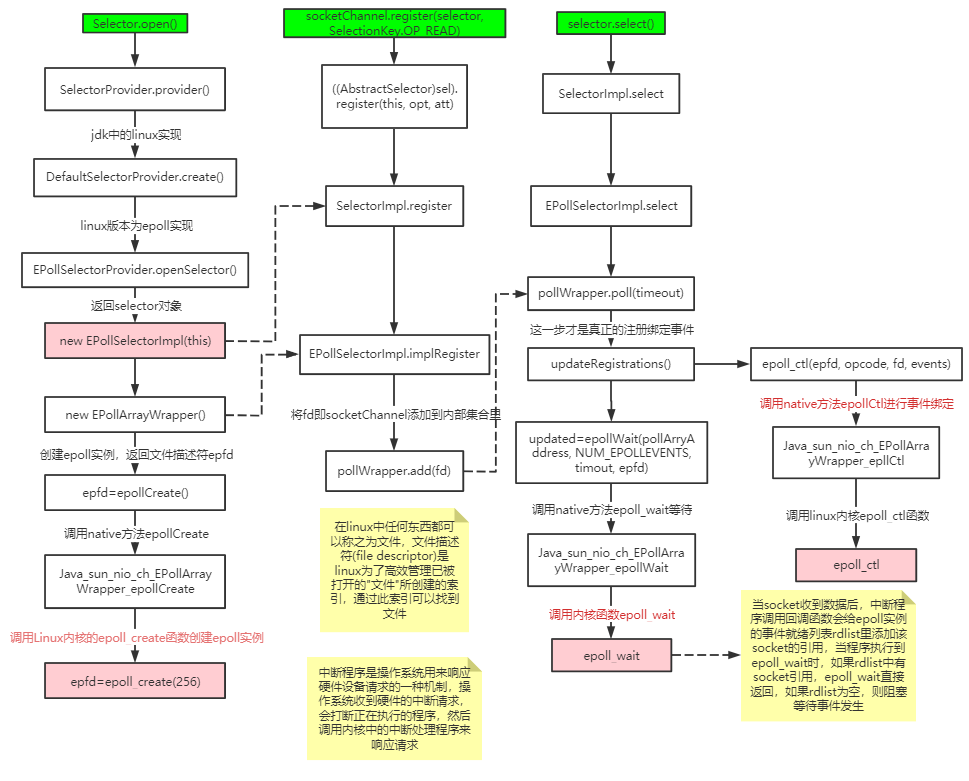 Selector.open()
SelectorProvider.provider()
jdk中的linux实现
DefaultSelectorProvider.create()
linux版本为epoll实现
EPollSelectorProvider.openSelector()
返回selector对象
new EPollSelectorImpl(this)
new EPollArrayWrapper()
创建epoll实例，返回文件描述符epfd
epfd=epollCreate()
调用native方法epollCreate
Java_sun_nio_ch_EPollArray
Wrapper_epollCreate
调用Linux内核的epoll_create函数创建epoll实例
epfd=epoll_create(256)
socketChannel.register(selector,
SelectionKey.OP_READ)
((AbstractSelector)sel).
register(this, opt, att)
SelectorImpl.register
EPollSelectorImpl.implRegister
将fd即socketChannel添加到内部集合里
pollWrapper.add(fd)
在linux中任何东西都可
以称之为文件，文件描述
符(file descriptor)是
linux为了高效管理已被
打开的"文件"所创建的索
引，通过此索引可以找到
文件
中断程序是操作系统用来响应
硬件设备请求的一种机制，操
作系统收到硬件的中断请求，
会打断正在执行的程序，然后
调用内核中的中断处理程序来
响应请求
selector.select()
SelectorImpl.select
EPollSelectorImpl.select
pollWrapper.poll(timeout)
这一步才是真正的注册绑定事件
updateRegistrations()
updated=epollWait(pollArryA
ddress, NUM_EPOLLEVENTS,
timout, epfd)
调用native方法epoll_wait等待
Java_sun_nio_ch_EPollArra
yWrapper_epollWait
调用内核函数epoll_wait
epoll_wait
epoll_ctl(epfd, opcode, fd, events)
调用native方法epollCtl进行事件绑定
Java_sun_nio_ch_EPollArra
yWrapper_epllCtl
调用linux内核epoll_ctl函数
epoll_ctl
当socket收到数据后，中断程
序调用回调函数会给epoll实例
的事件就绪列表rdlist里添加该
socket的引用，当程序执行到
epoll_wait时，如果rdlist中有
socket引用，epoll_wait直接
返回，如果rdlist为空，则阻塞
等待事件发生